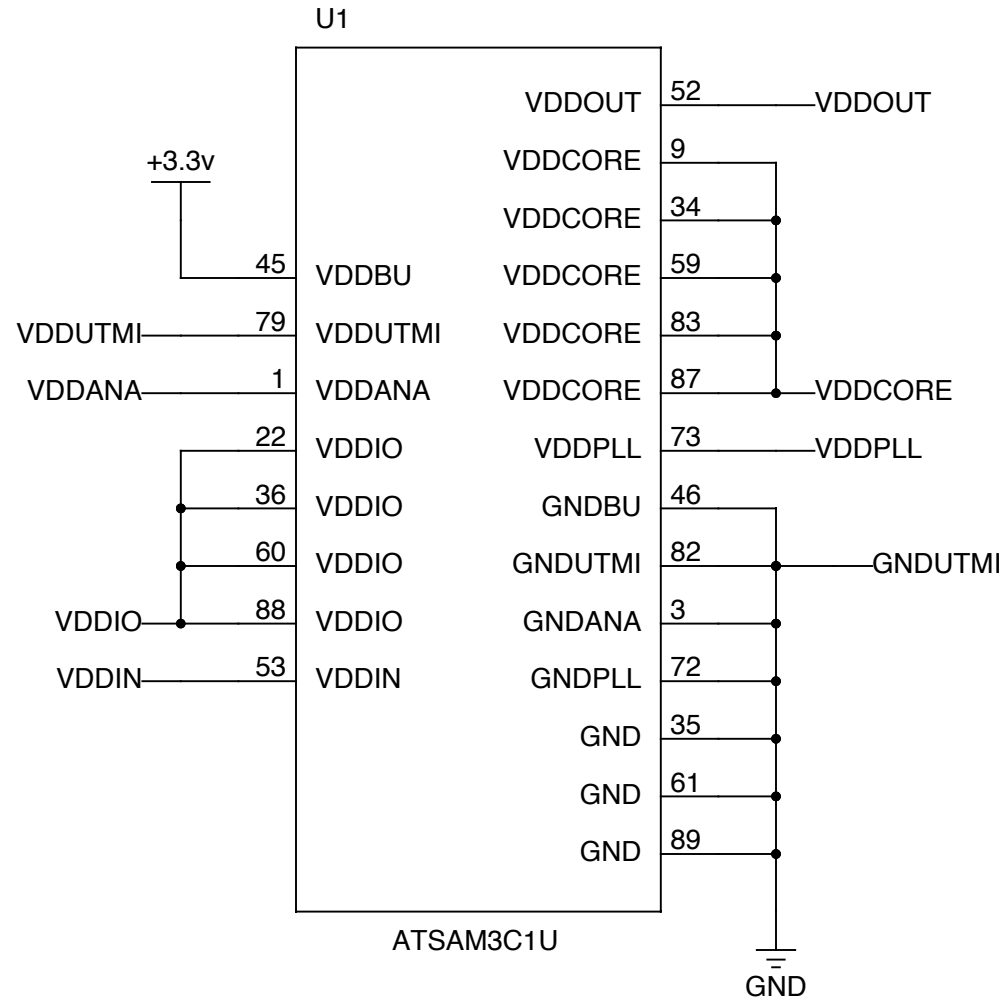 U1
VDDOUT 52 VDDOUT
VDDCORE 9
+3.3v
VDDCORE 34
45 VDDBU VDDCORE 59
VDDUTMI 79 VDDUTMI VDDCORE 83
VDDANA 1 VDDANA VDDCORE 87 VDDCORE
22 VDDIO VDDPLL 73 VDDPLL
36 VDDIO GNDBU 46
60 VDDIO GNDUTMI 82 GNDUTMI
VDDIO 88 VDDIO GNDANA 3
VDDIN 53 VDDIN GNDPLL 72
GND 35
GND 61
GND 89
ATSAM3C1U
GND